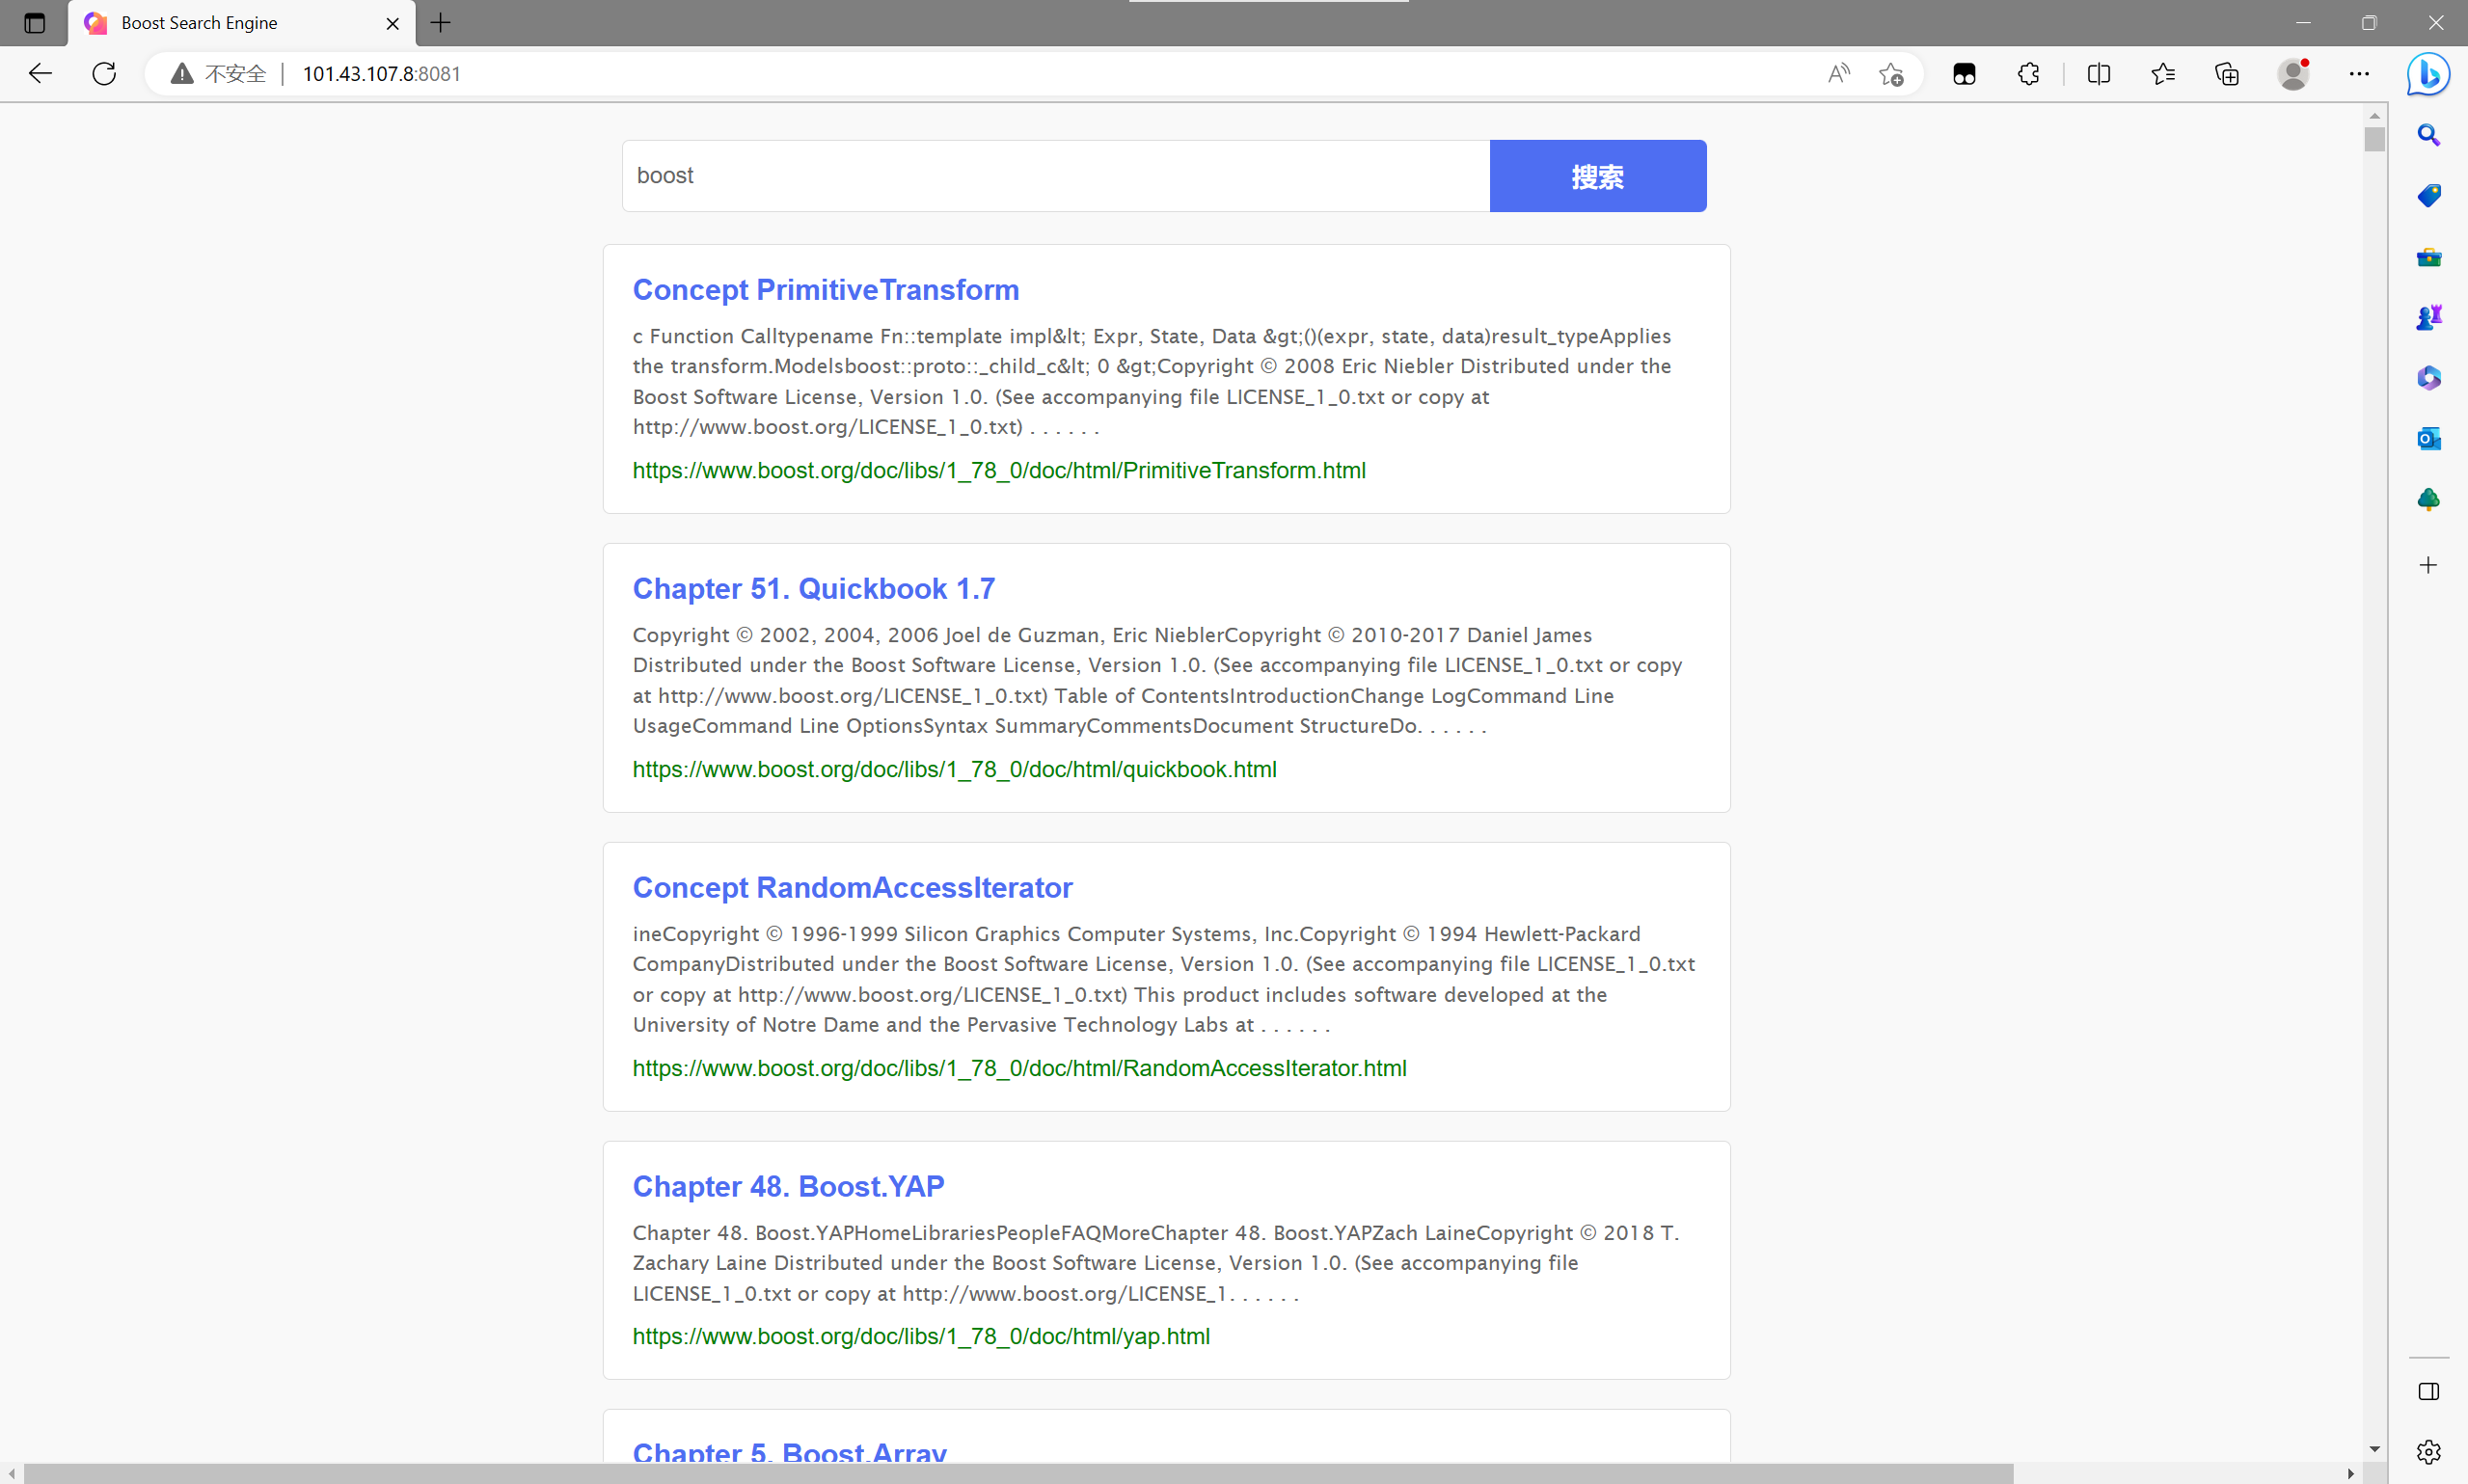 Boost Search Engine
不安全 101.43.107.8:8081
boost
搜索
Concept PrimitiveTransform
c Function Calltypename Fn::template impl&lt; Expr, State, Data &gt;()(expr, state, data)result_typeApplies
the transform.Modelsboost::proto::_child_c&lt; 0 &gt;Copyright © 2008 Eric Niebler Distributed under the
Boost Software License, Version 1.0. (See accompanying file LICENSE_1_0.txt or copy at
http://www.boost.org/LICENSE_1_0.txt) . . . . . .
https://www.boost.org/doc/libs/1_78_0/doc/html/PrimitiveTransform.html
Chapter 51. Quickbook 1.7
Copyright © 2002, 2004, 2006 Joel de Guzman, Eric NieblerCopyright © 2010-2017 Daniel James
Distributed under the Boost Software License, Version 1.0. (See accompanying file LICENSE_1_0.txt or copy
at http://www.boost.org/LICENSE_1_0.txt) Table of ContentsIntroductionChange LogCommand Line
UsageCommand Line OptionsSyntax SummaryCommentsDocument StructureDo. . . . . .
https://www.boost.org/doc/libs/1_78_0/doc/html/quickbook.html
Concept RandomAccessIterator
ineCopyright © 1996-1999 Silicon Graphics Computer Systems, Inc.Copyright © 1994 Hewlett-Packard
CompanyDistributed under the Boost Software License, Version 1.0. (See accompanying file LICENSE_1_0.txt
or copy at http://www.boost.org/LICENSE_1_0.txt) This product includes software developed at the
University of Notre Dame and the Pervasive Technology Labs at . . . . . .
https://www.boost.org/doc/libs/1_78_0/doc/html/RandomAccessIterator.html
Chapter 48. Boost.YAP
Chapter 48. Boost.YAPHomeLibrariesPeopleFAQMoreChapter 48. Boost.YAPZach LaineCopyright © 2018 T.
Zachary Laine Distributed under the Boost Software License, Version 1.0. (See accompanying file
LICENSE_1_0.txt or copy at http://www.boost.org/LICENSE_1. . . . . .
https://www.boost.org/doc/libs/1_78_0/doc/html/yap.html
Chapter 5. Boost.Array